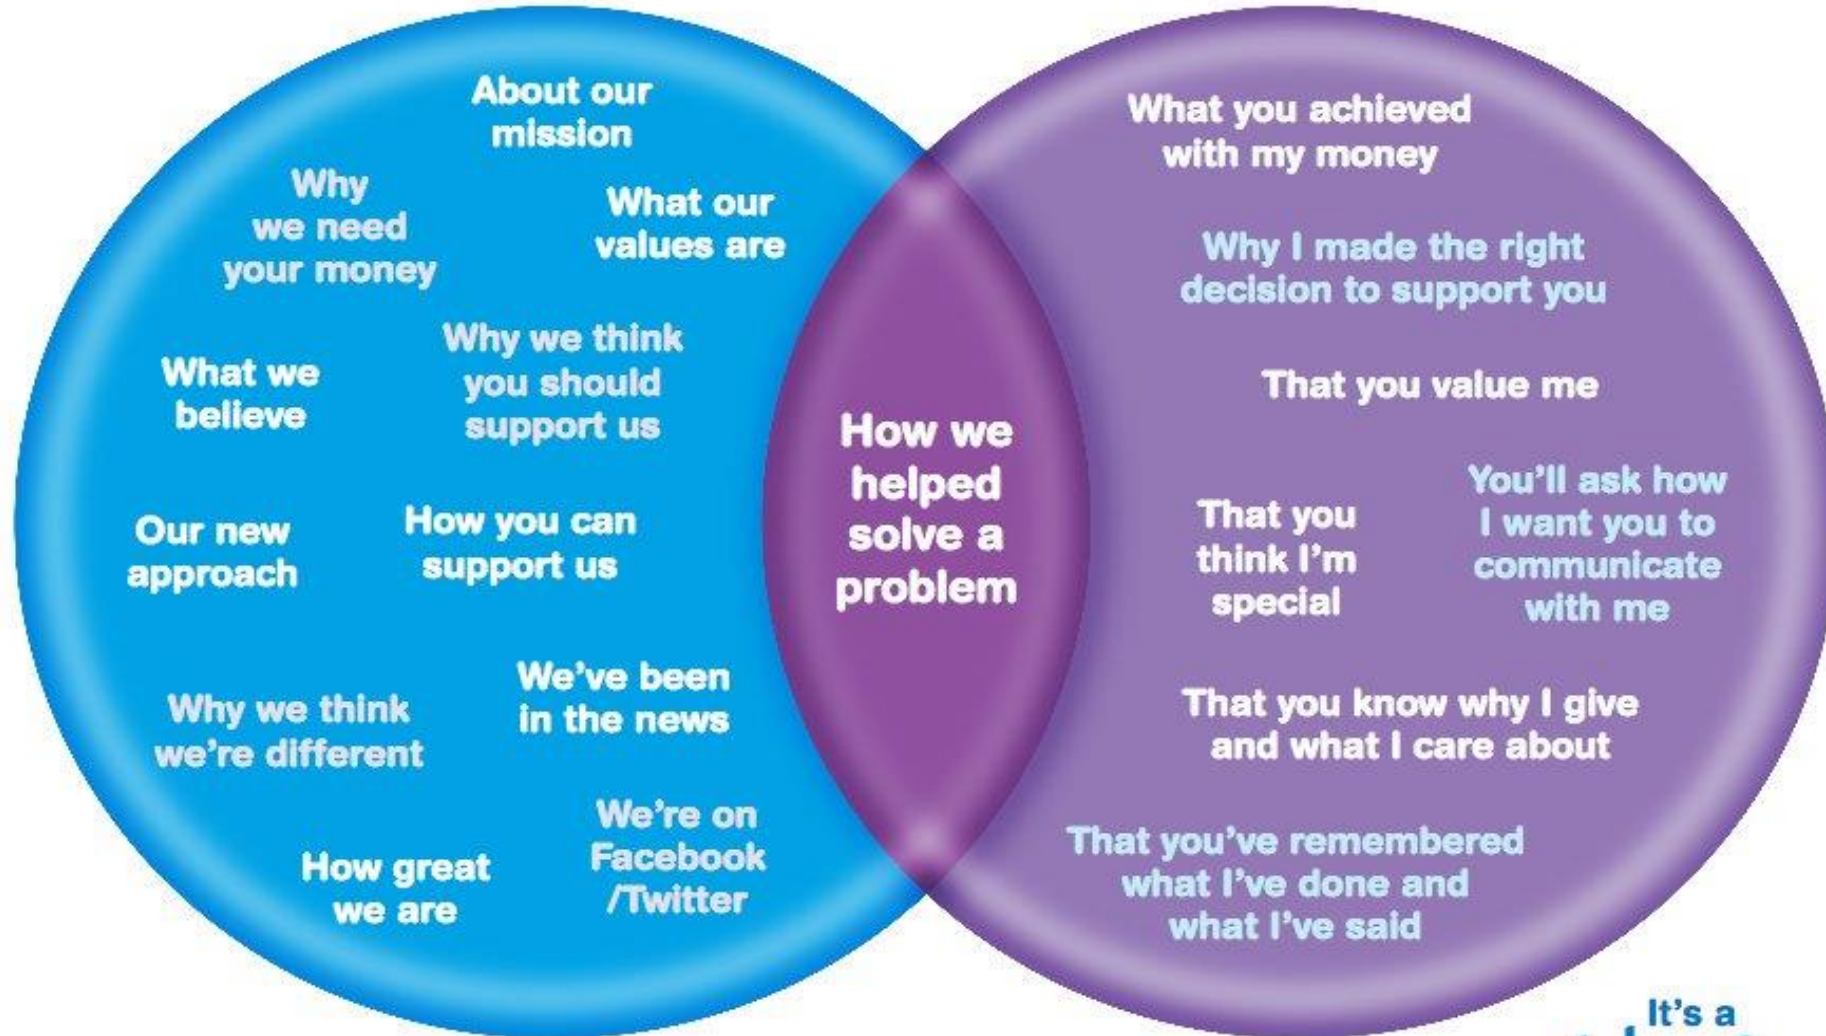 About our
mission
Why
we need
your money
What our
values are
Why we think
you should
support us
What we
believe
Our new
approach
How you can
support us
We've been
in the news
Why we think
we're different
We're on
Facebook
/Twitter
How great
we are
How we
helped
solve a
problem
What you achieved
with my money
Why I made the right
decision to support you
That you value me
That you
think I'm
special
You'll ask how
I want you to
communicate
with me
That you know why I give
and what I care about
That you've remembered
what I've done and
what I've said
It's a